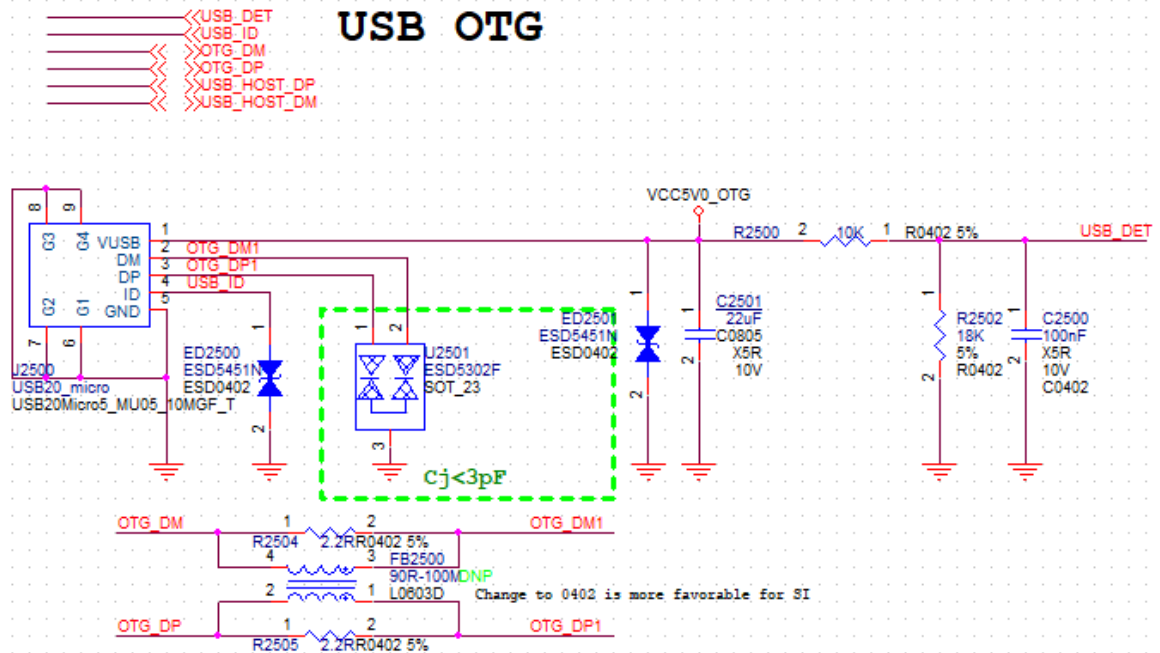 USB OTG
USB_DET
USB_ID
OTG_DM
OTG_DP
USB_HOST_DP
USB_HOST_DM
VCC5V0_OTG
8 9
G3 G4
VUSB 1
DM 2 OTG_DM1
DP 3 OTG_DP1
ID 4 USB_ID
GND 5
G2 G1
7 6
J2500
USB20_micro
USB20Micro5_MU05_10MGF_T
R2500 2 10K 1 R0402 5% USB_DET
1
ED2500
ESD5451N
ESD0402
2
1 2
U2501
ESD5302F
SOT_23
3
Cj<3pF
1
ED2501
ESD5451N
ESD0402
2
1
C2501
22uF
C0805
X5R
10V
2
1
R2502
18K
5%
R0402
2
1
C2500
100nF
X5R
10V
C0402
2
OTG_DM 1 2 OTG_DM1
R2504 2.2R R0402 5%
4 3 FB2500
90R-100M DNP
2 1 L0603D
Change to 0402 is more favorable for SI
OTG_DP 1 2 OTG_DP1
R2505 2.2R R0402 5%